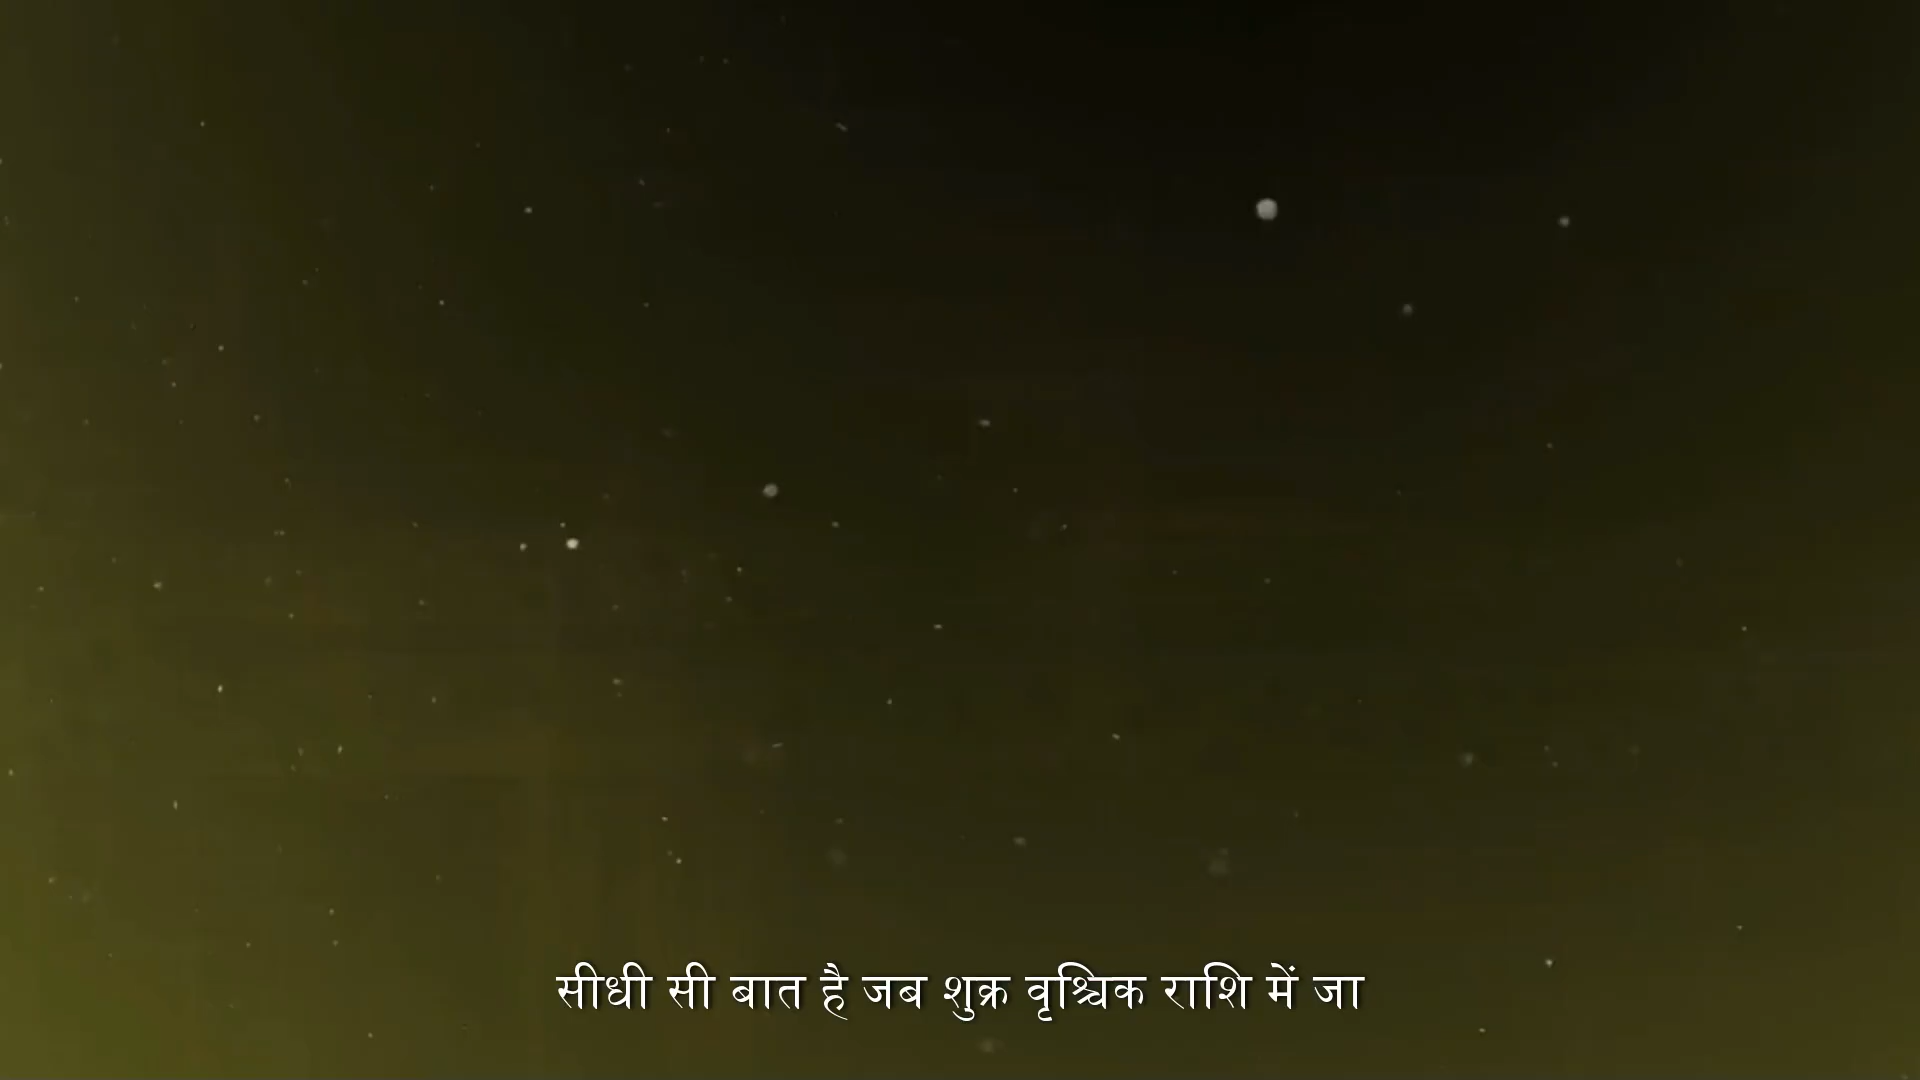 सीधी सी बात है जब शुक्र वृश्चिक राशि में जा